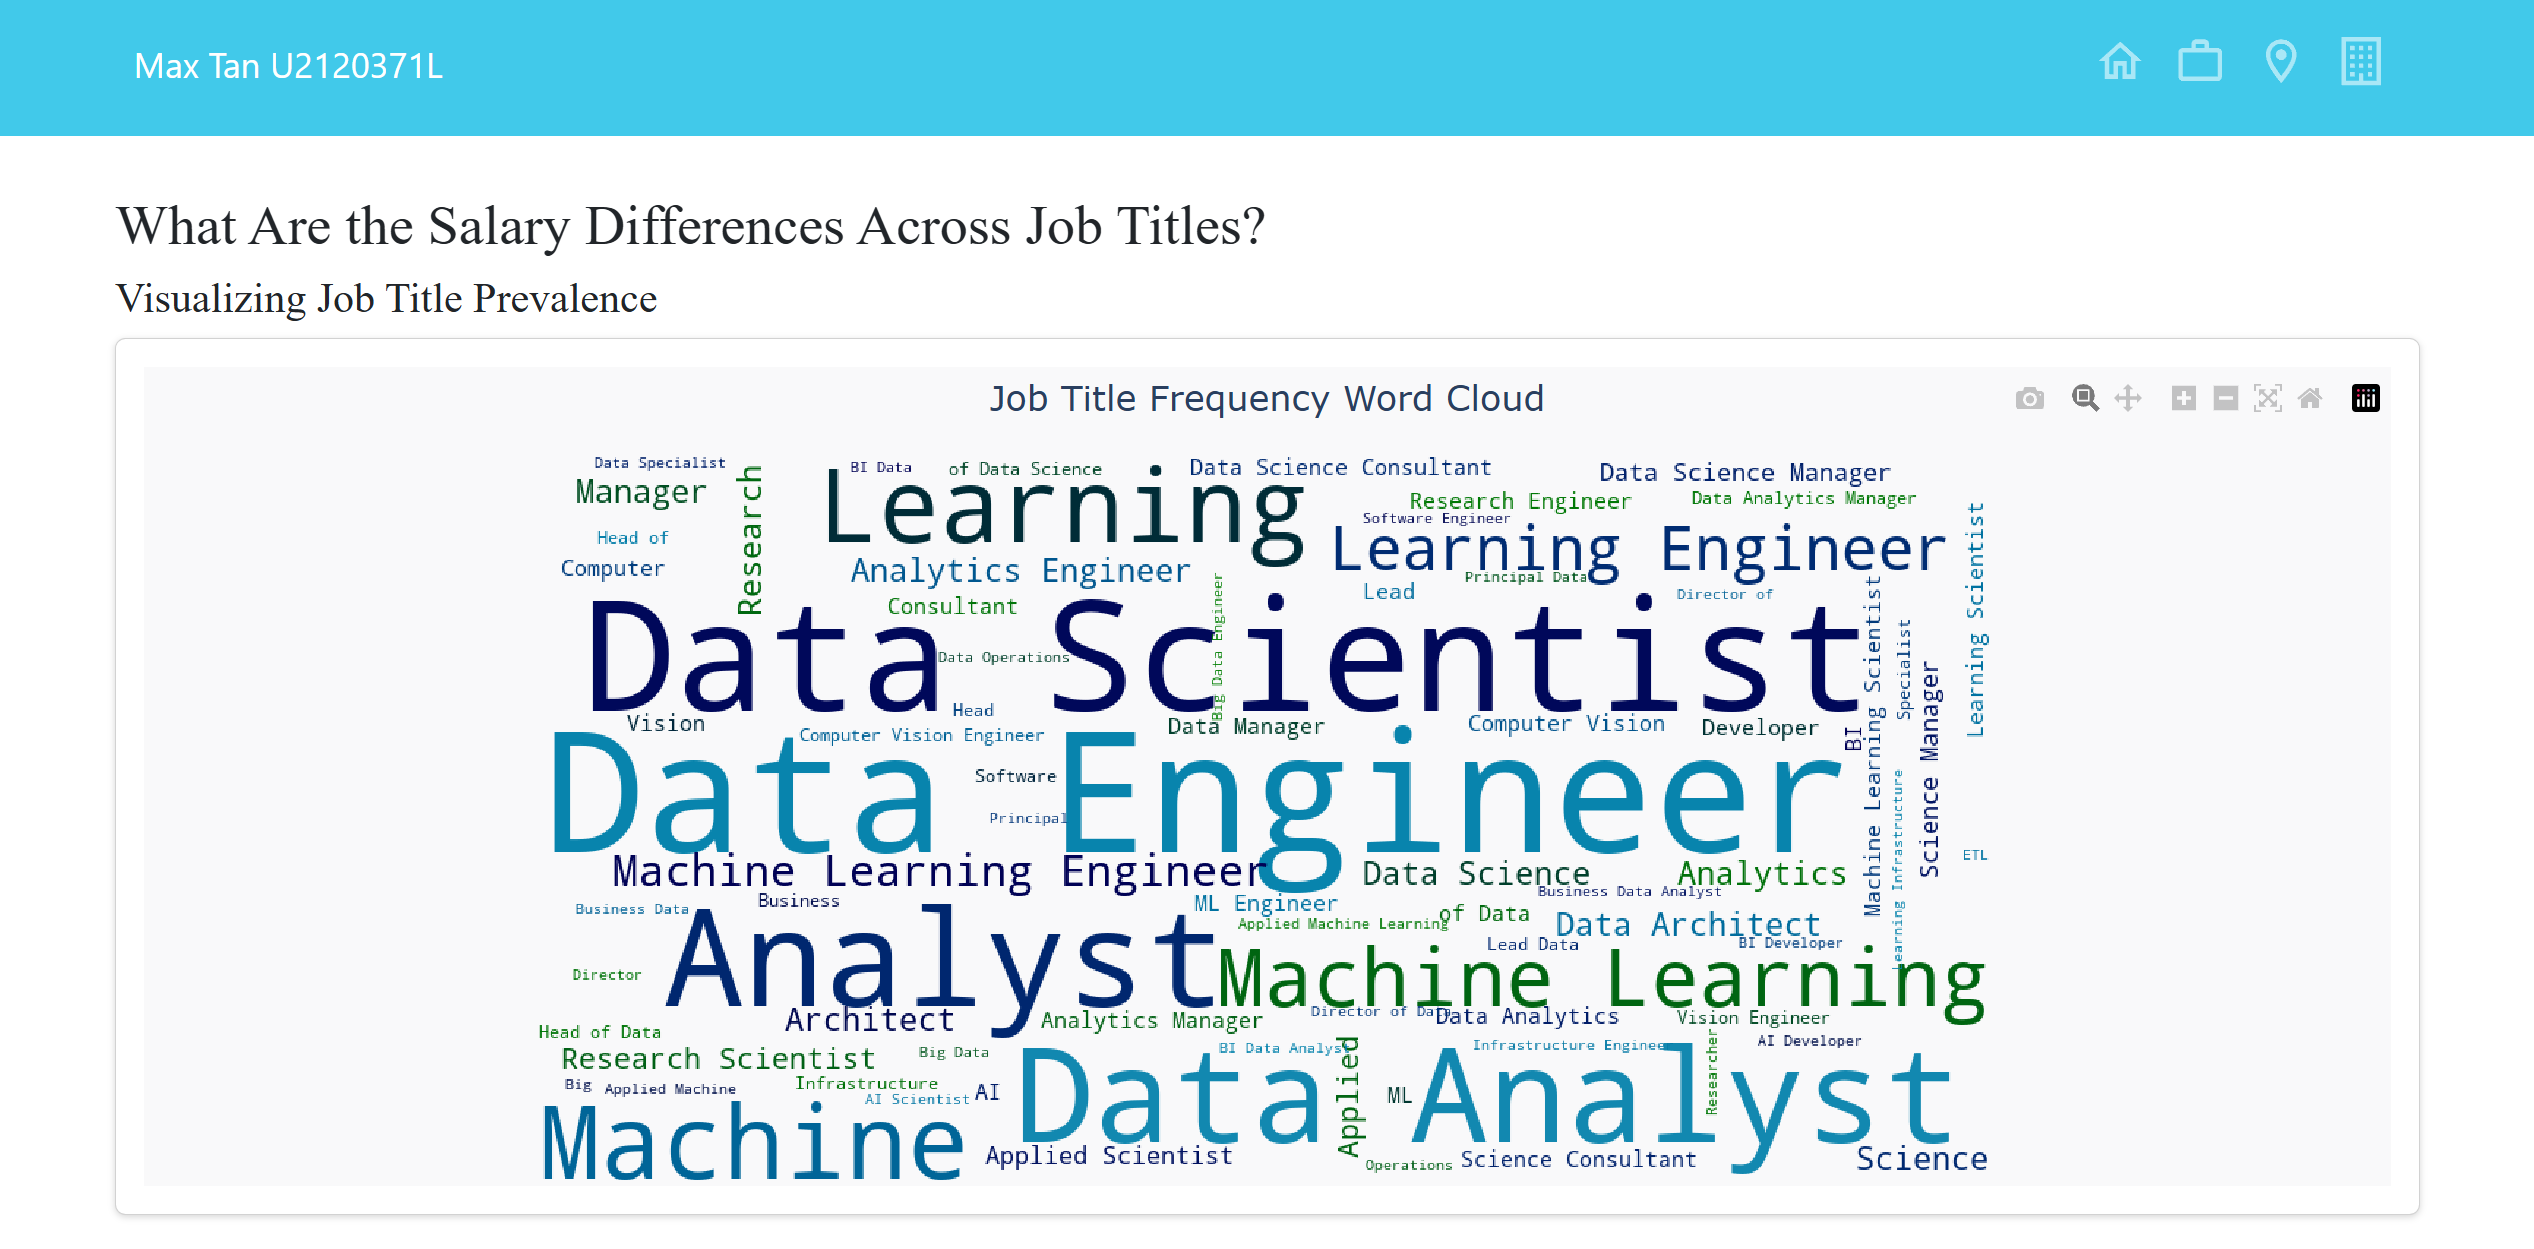 Max Tan U2120371L
What Are the Salary Differences Across Job Titles?
Visualizing Job Title Prevalence
Job Title Frequency Word Cloud
Data Specialist
BI Data
of Data Science
Data Science Consultant
Data Science Manager
Manager
Research
Learning
Research Engineer
Data Analytics Manager
Software Engineer
Head of
Learning Engineer
Learning Scientist
Computer
Analytics Engineer
Principal Data
Lead
Director of
Consultant
Big Data Engineer
Machine Learning Scientist
Specialist
Data Scientist
Data Operations
Head
Vision
Data Manager
Computer Vision
Developer
BI
Science Manager
Computer Vision Engineer
Data Engineer
Software
Principal
Learning Infrastructure
ETL
Machine Learning Engineer
Data Science
Analytics
Business Data Analyst
Business
ML Engineer
Business Data
of Data
Applied Machine Learning
Data Architect
Lead Data
BI Developer
Analyst
Director
Machine Learning
Director of Data
Architect
Analytics Manager
Data Analytics
Vision Engineer
Head of Data
Research Scientist
Big Data
BI Data Analyst
Applied
Infrastructure Engineer
Researcher
AI Developer
Big
Applied Machine
Infrastructure
AI Scientist
AI
ML
Data Analyst
Machine
Applied Scientist
Operations
Science Consultant
Science